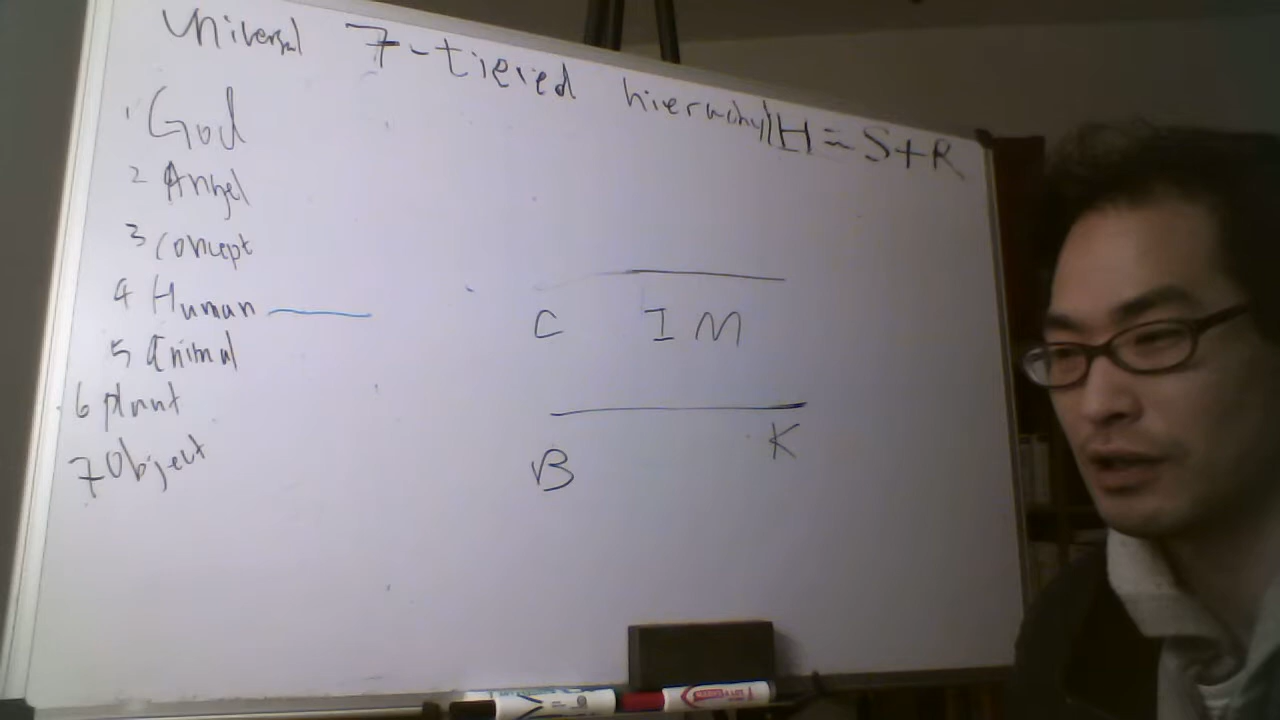 Universal 7-tiered hierarchy H = S + R
1 God
2 Angel
3 concept
4 Human
5 Animal
6 plant
7 Object
C I M
B K